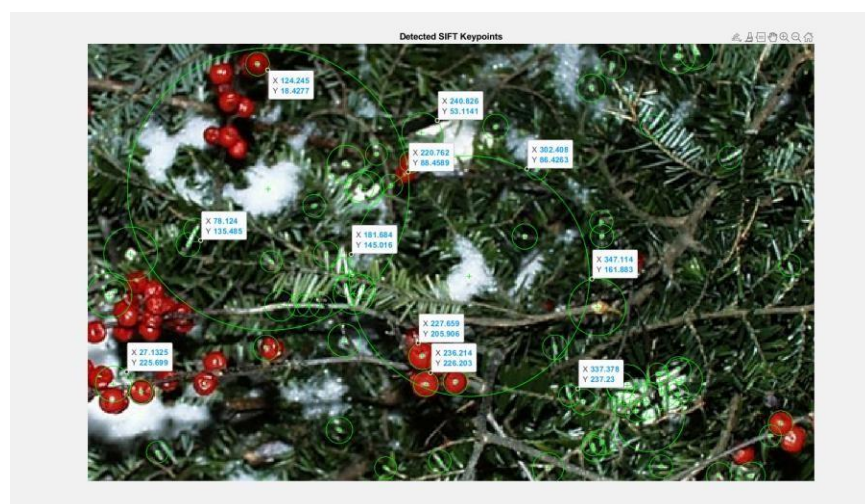 Detected SIFT Keypoints
X 124.245
Y 18.4277
X 240.826
Y 53.1141
X 220.762
Y 88.4589
X 302.408
Y 86.4263
X 78.124
Y 135.485
X 181.684
Y 145.016
X 347.114
Y 161.883
X 227.659
Y 205.906
X 236.214
Y 226.203
X 27.1325
Y 225.699
X 337.378
Y 237.23